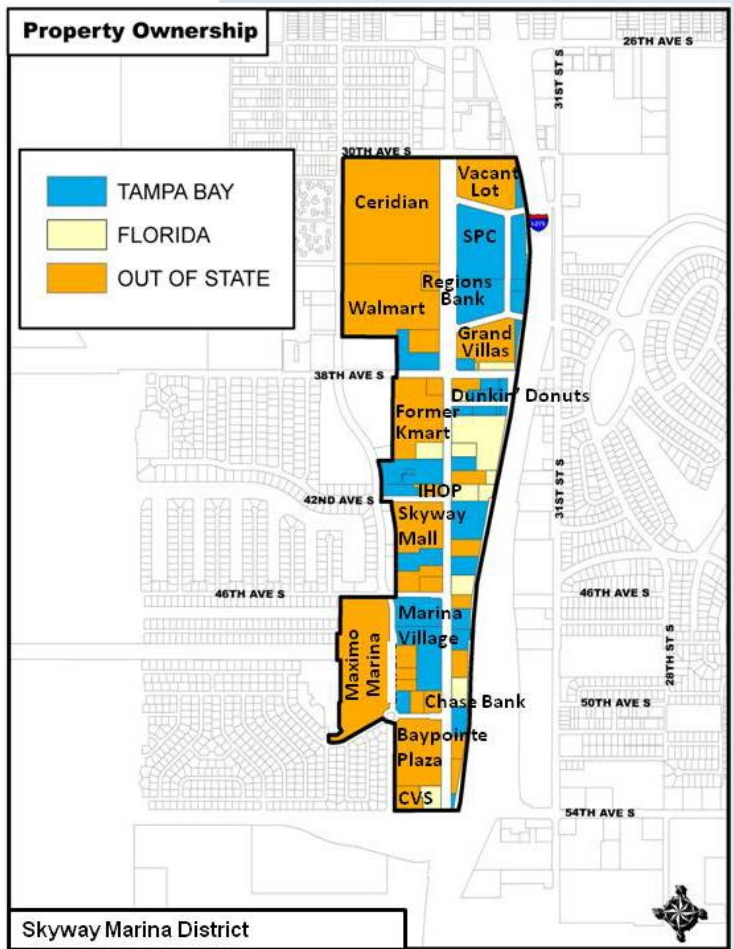 Property Ownership
26TH AVE S
31ST ST S
TAMPA BAY
FLORIDA
OUT OF STATE
30TH AVE S
Ceridian
Vacant
Lot
SPC
Regions
Bank
Walmart
Grand
Villas
38TH AVE S
Dunkin' Donuts
Former
Kmart
IHOP
42ND AVE S
31ST ST S
Skyway
Mall
46TH AVE S
46TH AVE S
Marina
Village
Maximo
Marina
28TH ST S
Chase Bank
50TH AVE S
Baypointe
Plaza
CVS
54TH AVE S
Skyway Marina District